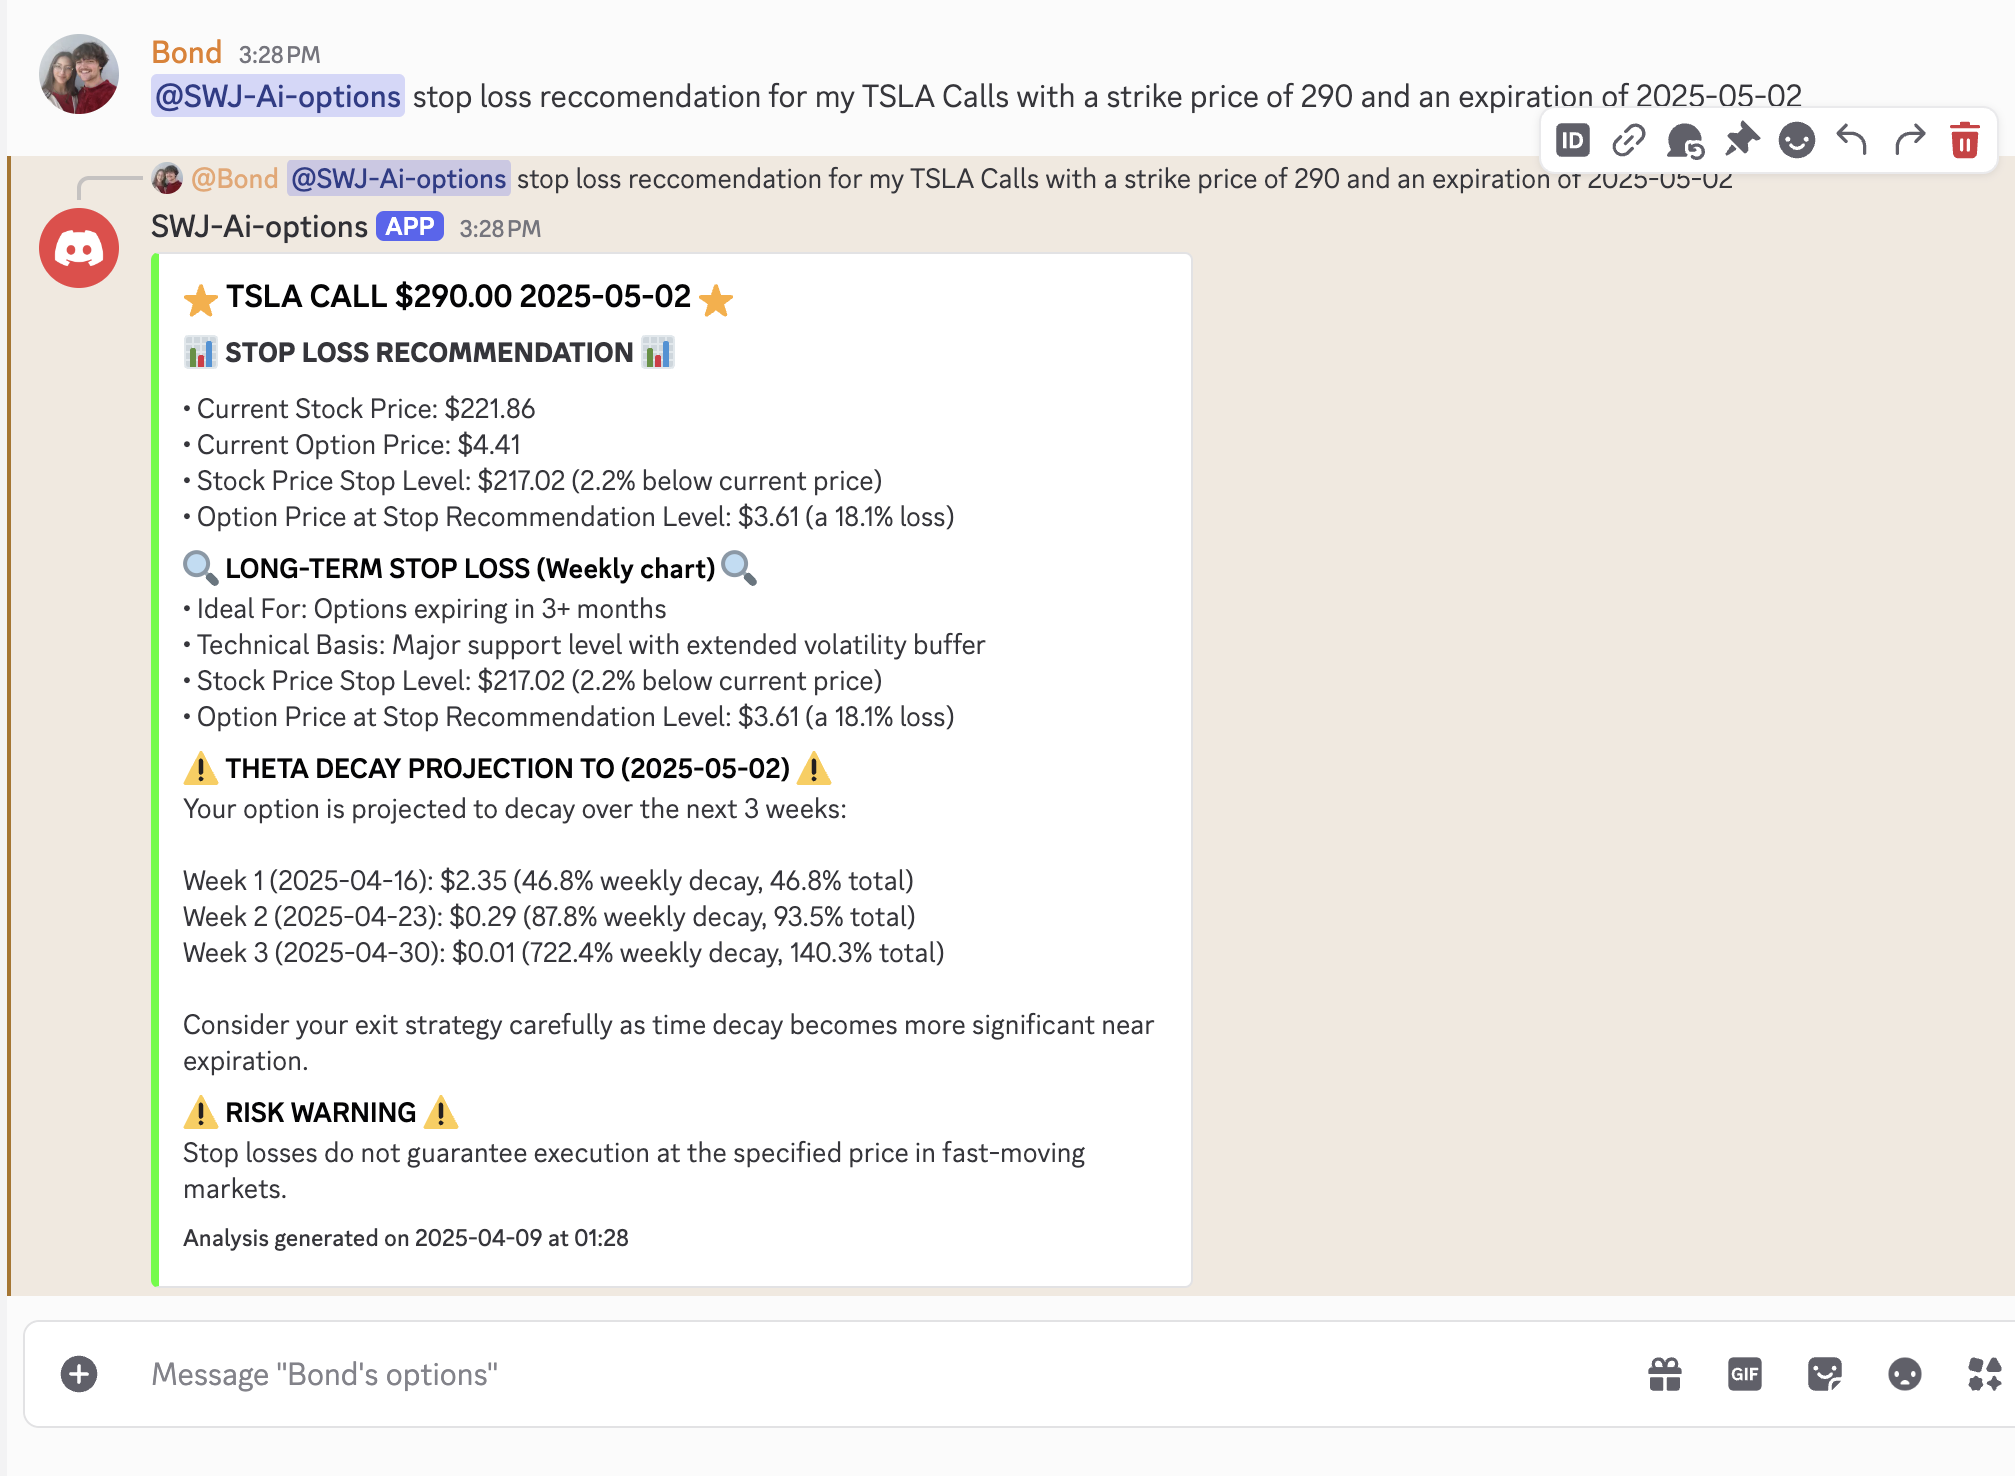 Bond 3:28 PM
@SWJ-Ai-options stop loss reccomendation for my TSLA Calls with a strike price of 290 and an expiration of 2025-05-02
ID
@Bond @SWJ-Ai-options stop loss reccomendation for my TSLA Calls with a strike price of 290 and an expiration of 2025-05-02
SWJ-Ai-options APP 3:28 PM
⭐ TSLA CALL $290.00 2025-05-02 ⭐
📊 STOP LOSS RECOMMENDATION 📊
• Current Stock Price: $221.86
• Current Option Price: $4.41
• Stock Price Stop Level: $217.02 (2.2% below current price)
• Option Price at Stop Recommendation Level: $3.61 (a 18.1% loss)
🔍 LONG-TERM STOP LOSS (Weekly chart) 🔍
• Ideal For: Options expiring in 3+ months
• Technical Basis: Major support level with extended volatility buffer
• Stock Price Stop Level: $217.02 (2.2% below current price)
• Option Price at Stop Recommendation Level: $3.61 (a 18.1% loss)
⚠️ THETA DECAY PROJECTION TO (2025-05-02) ⚠️
Your option is projected to decay over the next 3 weeks:
Week 1 (2025-04-16): $2.35 (46.8% weekly decay, 46.8% total)
Week 2 (2025-04-23): $0.29 (87.8% weekly decay, 93.5% total)
Week 3 (2025-04-30): $0.01 (722.4% weekly decay, 140.3% total)
Consider your exit strategy carefully as time decay becomes more significant near
expiration.
⚠️ RISK WARNING ⚠️
Stop losses do not guarantee execution at the specified price in fast-moving
markets.
Analysis generated on 2025-04-09 at 01:28
Message "Bond's options"
GIF